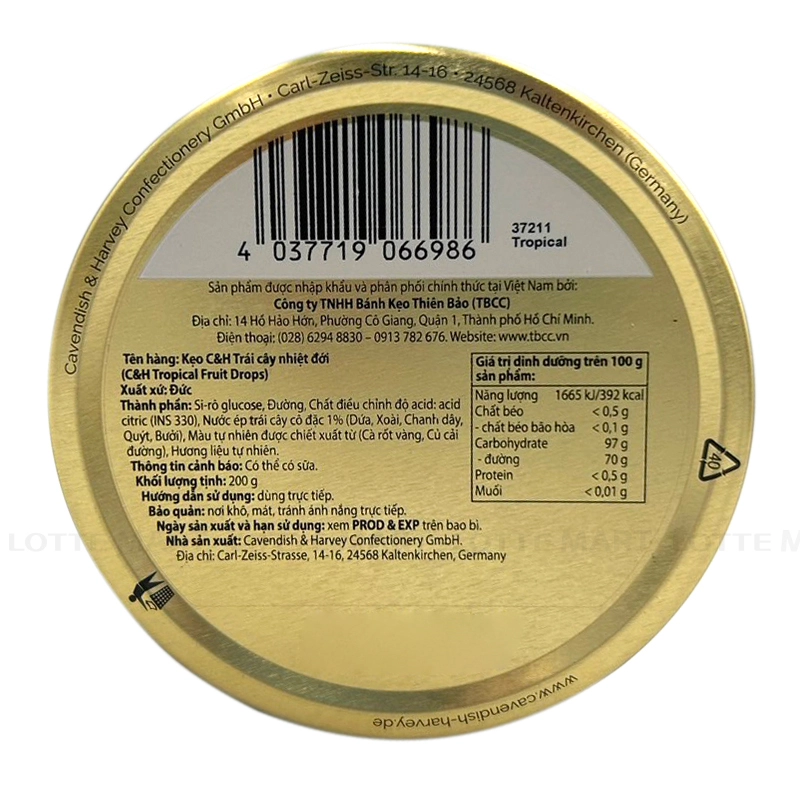 Cavendish & Harvey Confectionery GmbH • Carl-Zeiss-Str. 14-16 • 24568 Kaltenkirchen (Germany)
4 037719 066986
37211
Tropical
Sản phẩm được nhập khẩu và phân phối chính thức tại Việt Nam bởi:
Công ty TNHH Bánh Kẹo Thiên Bảo (TBCC)
Địa chỉ: 14 Hồ Hảo Hớn, Phường Cô Giang, Quận 1, Thành phố Hồ Chí Minh.
Điện thoại: (028) 6294 8830 – 0913 782 676. Website: www.tbcc.vn
Tên hàng: Kẹo C&H Trái cây nhiệt đới
(C&H Tropical Fruit Drops)
Xuất xứ: Đức
Thành phần: Si-rô glucose, Đường, Chất điều chỉnh độ acid: acid
citric (INS 330), Nước ép trái cây cô đặc 1% (Dứa, Xoài, Chanh dây,
Quýt, Bưởi), Màu tự nhiên được chiết xuất từ (Cà rốt vàng, Củ cải
đường), Hương liệu tự nhiên.
Thông tin cảnh báo: Có thể có sữa.
Khối lượng tịnh: 200 g
Hướng dẫn sử dụng: dùng trực tiếp.
Bảo quản: nơi khô, mát, tránh ánh nắng trực tiếp.
Ngày sản xuất và hạn sử dụng: xem PROD & EXP trên bao bì.
Nhà sản xuất: Cavendish & Harvey Confectionery GmbH.
Địa chỉ: Carl-Zeiss-Strasse, 14-16, 24568 Kaltenkirchen, Germany
Giá trị dinh dưỡng trên 100 g
sản phẩm:
Năng lượng 1665 kJ/392 kcal
Chất béo < 0,5 g
- chất béo bão hòa < 0,1 g
Carbohydrate 97 g
- đường 70 g
Protein < 0,5 g
Muối < 0,01 g
40
www.cavendish-harvey.de